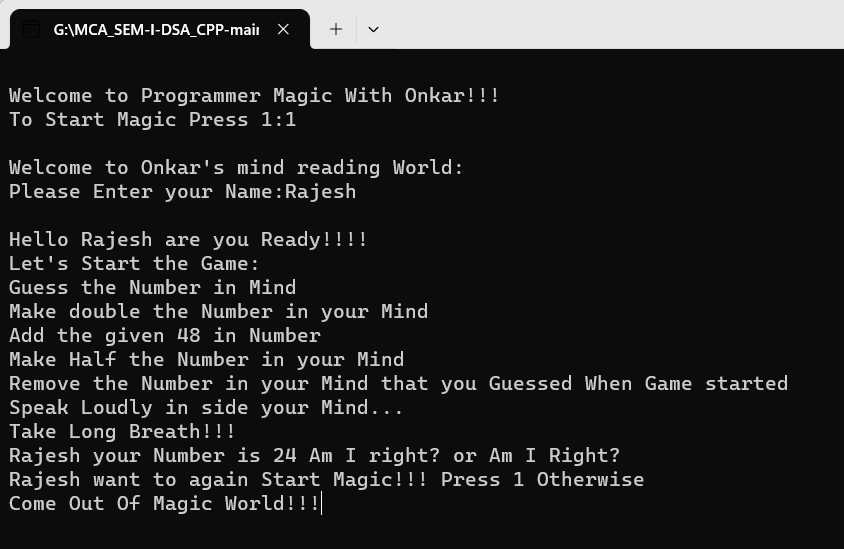 G:\MCA_SEM-I-DSA_CPP-mair
Welcome to Programmer Magic With Onkar!!!
To Start Magic Press 1:1
Welcome to Onkar's mind reading World:
Please Enter your Name:Rajesh
Hello Rajesh are you Ready!!!!
Let's Start the Game:
Guess the Number in Mind
Make double the Number in your Mind
Add the given 48 in Number
Make Half the Number in your Mind
Remove the Number in your Mind that you Guessed When Game started
Speak Loudly in side your Mind...
Take Long Breath!!!
Rajesh your Number is 24 Am I right? or Am I Right?
Rajesh want to again Start Magic!!! Press 1 Otherwise
Come Out Of Magic World!!!